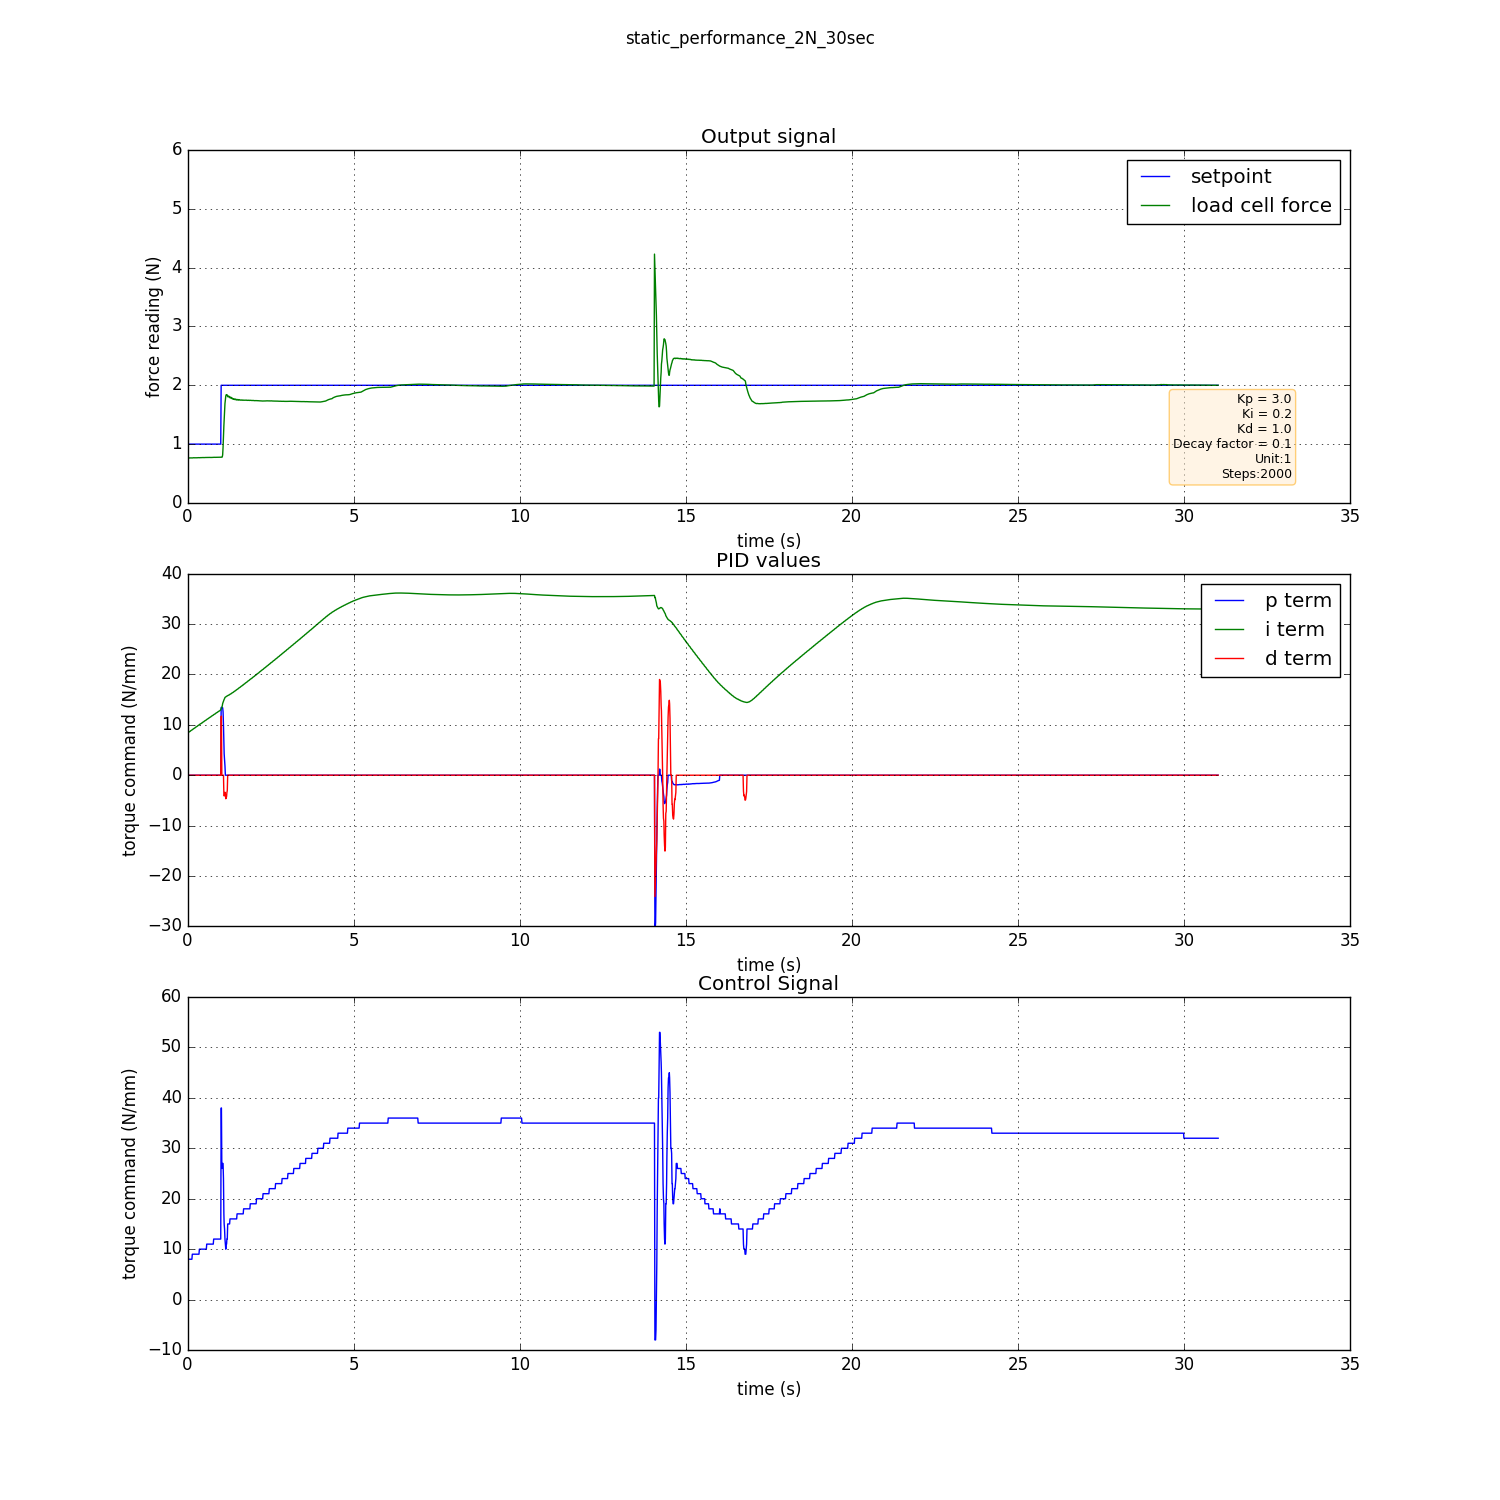 static_performance_2N_30sec
Output signal
6
5
4
3
2
1
0
force reading (N)
setpoint
load cell force
Kp = 3.0
Ki = 0.2
Kd = 1.0
Decay factor = 0.1
Unit:1
Steps:2000
0 5 10 15 20 25 30 35
time (s)
PID values
40
30
20
10
0
−10
−20
−30
torque command (N/mm)
p term
i term
d term
0 5 10 15 20 25 30 35
time (s)
Control Signal
60
50
40
30
20
10
0
−10
torque command (N/mm)
0 5 10 15 20 25 30 35
time (s)